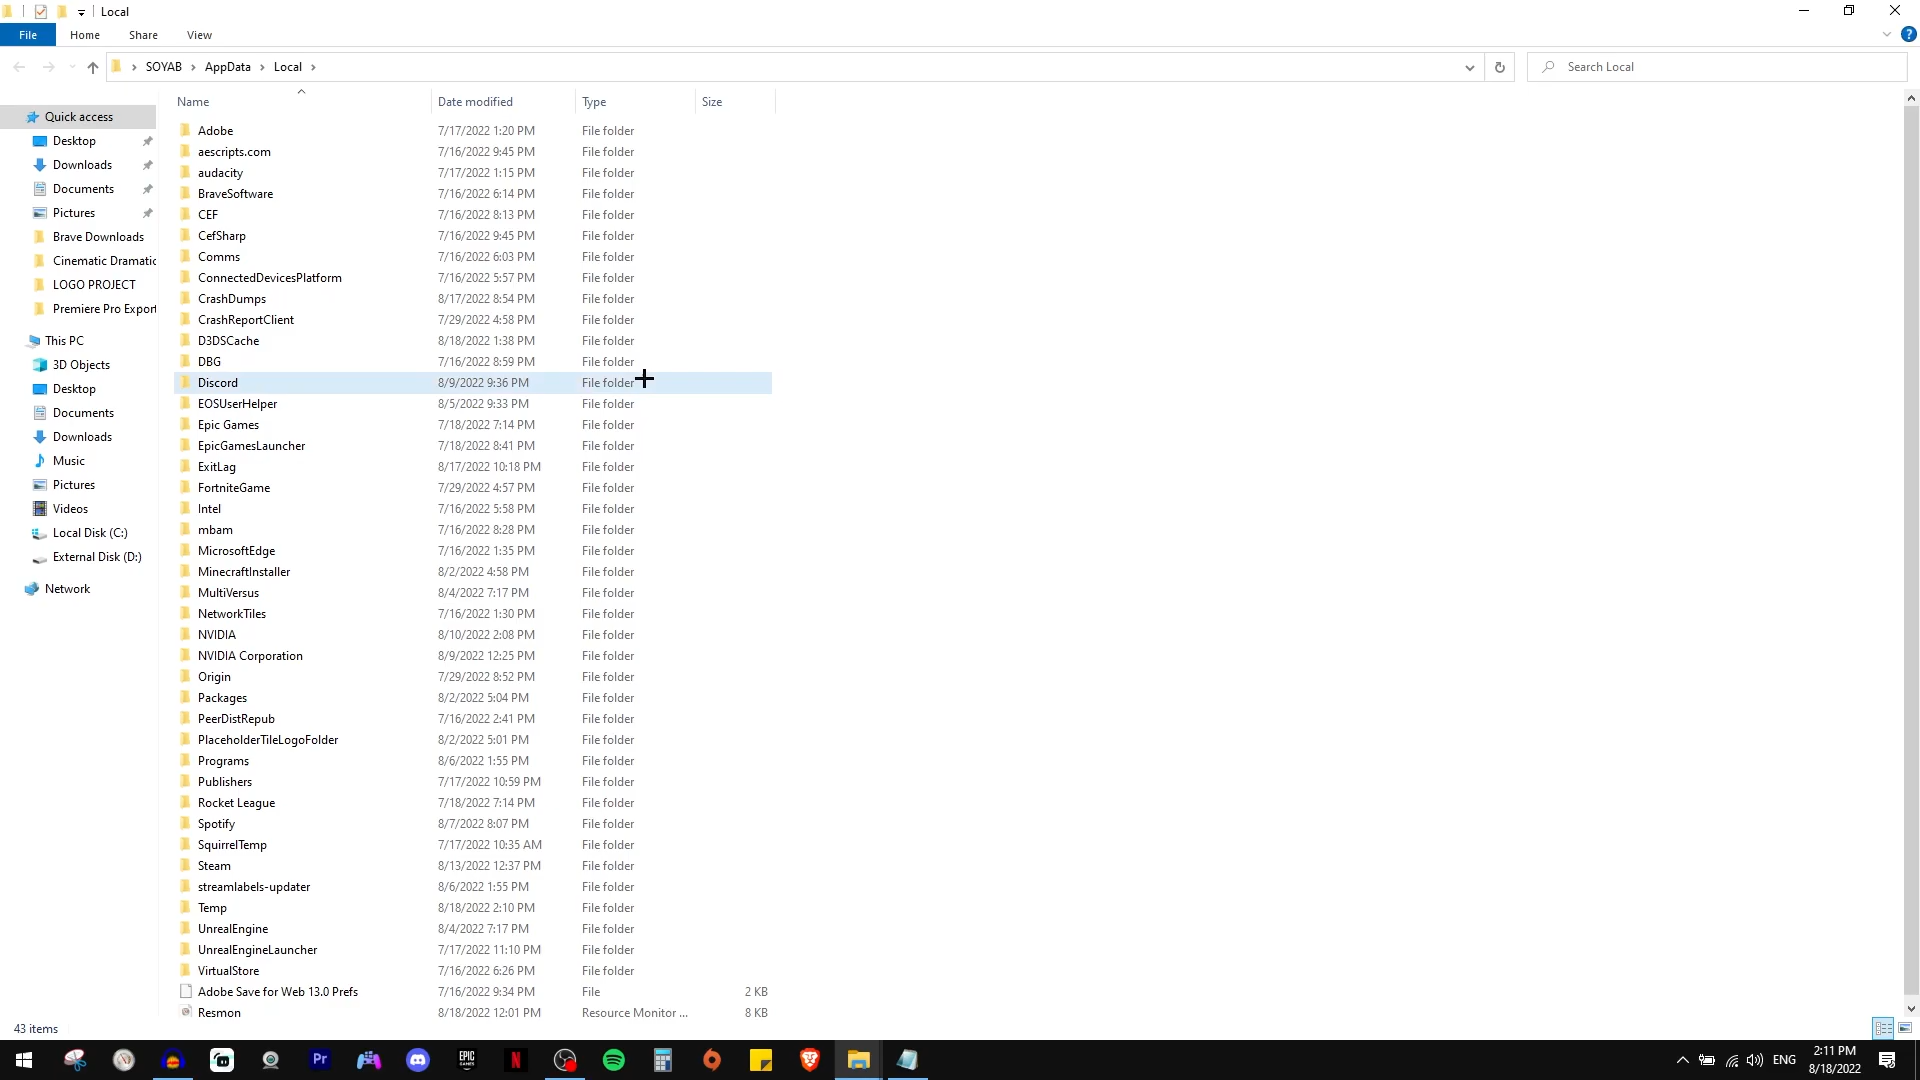 Local
File Home Share View
SOYAB AppData Local
Search Local
Name Date modified Type Size
Quick access
Desktop
Downloads
Documents
Pictures
Brave Downloads
Cinematic Dramatic
LOGO PROJECT
Premiere Pro Export
This PC
3D Objects
Desktop
Documents
Downloads
Music
Pictures
Videos
Local Disk (C:)
External Disk (D:)
Network
Adobe 7/17/2022 1:20 PM File folder
aescripts.com 7/16/2022 9:45 PM File folder
audacity 7/17/2022 1:15 PM File folder
BraveSoftware 7/16/2022 6:14 PM File folder
CEF 7/16/2022 8:13 PM File folder
CefSharp 7/16/2022 9:45 PM File folder
Comms 7/16/2022 6:03 PM File folder
ConnectedDevicesPlatform 7/16/2022 5:57 PM File folder
CrashDumps 8/17/2022 8:54 PM File folder
CrashReportClient 7/29/2022 4:58 PM File folder
D3DSCache 8/18/2022 1:38 PM File folder
DBG 7/16/2022 8:59 PM File folder
Discord 8/9/2022 9:36 PM File folder
EOSUserHelper 8/5/2022 9:33 PM File folder
Epic Games 7/18/2022 7:14 PM File folder
EpicGamesLauncher 7/18/2022 8:41 PM File folder
ExitLag 8/17/2022 10:18 PM File folder
FortniteGame 7/29/2022 4:57 PM File folder
Intel 7/16/2022 5:58 PM File folder
mbam 7/16/2022 8:28 PM File folder
MicrosoftEdge 7/16/2022 1:35 PM File folder
MinecraftInstaller 8/2/2022 4:58 PM File folder
MultiVersus 8/4/2022 7:17 PM File folder
NetworkTiles 7/16/2022 1:30 PM File folder
NVIDIA 8/10/2022 2:08 PM File folder
NVIDIA Corporation 8/9/2022 12:25 PM File folder
Origin 7/29/2022 8:52 PM File folder
Packages 8/2/2022 5:04 PM File folder
PeerDistRepub 7/16/2022 2:41 PM File folder
PlaceholderTileLogoFolder 8/2/2022 5:01 PM File folder
Programs 8/6/2022 1:55 PM File folder
Publishers 7/17/2022 10:59 PM File folder
Rocket League 7/18/2022 7:14 PM File folder
Spotify 8/7/2022 8:07 PM File folder
SquirrelTemp 7/17/2022 10:35 AM File folder
Steam 8/13/2022 12:37 PM File folder
streamlabels-updater 8/6/2022 1:55 PM File folder
Temp 8/18/2022 2:10 PM File folder
UnrealEngine 8/4/2022 7:17 PM File folder
UnrealEngineLauncher 7/17/2022 11:10 PM File folder
VirtualStore 7/16/2022 6:26 PM File folder
Adobe Save for Web 13.0 Prefs 7/16/2022 9:34 PM File 2 KB
Resmon 8/18/2022 12:01 PM Resource Monitor ... 8 KB
43 items
Pr
EPIC GAMES
N
ENG
2:11 PM
8/18/2022